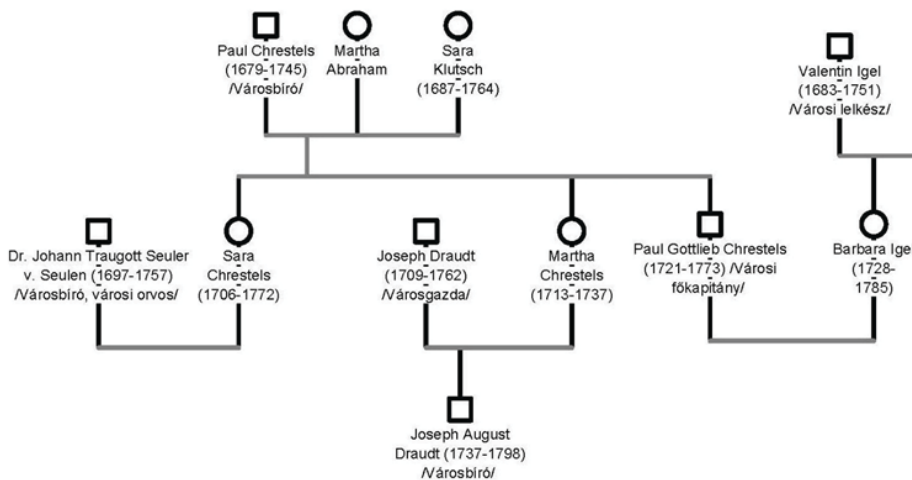 Paul Chrestels
(1679-1745)
/Városbíró/
Martha
Abraham
Sara
Klutsch
(1687-1764)
Valentin Igel
(1683-1751)
/Városi lelkész/
Dr. Johann Traugott Seuler
v. Seulen (1697-1757)
/Városbíró, városi orvos/
Sara
Chrestels
(1706-1772)
Joseph Draudt
(1709-1762)
/Városgazda/
Martha
Chrestels
(1713-1737)
Paul Gottlieb Chrestels
(1721-1773) /Városi
főkapitány/
Barbara Ige
(1728-
1785)
Joseph August
Draudt (1737-1798)
/Városbíró/